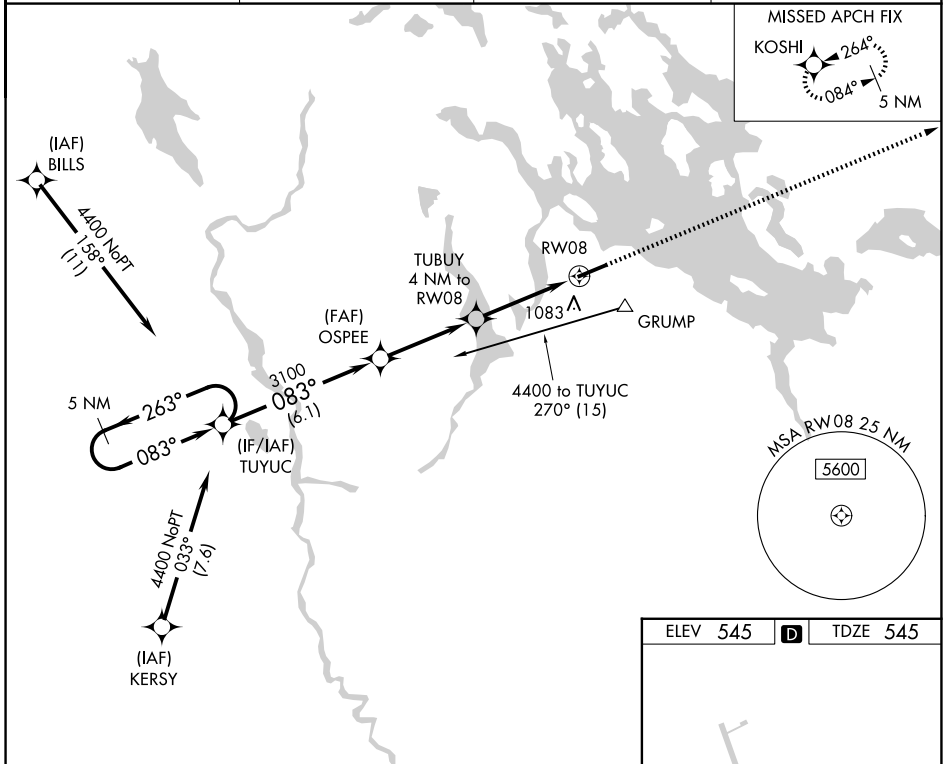 MISSED APCH FIX
KOSHI
264°
084°
5 NM
(IAF)
BILLS
4400 NoPT
158°
(11)
RW08
TUBUY
4 NM to
RW08
1083
GRUMP
(FAF)
OSPEE
4400 to TUYUC
270° (15)
3100
083°
(6.1)
5 NM
263°
083°
(IF/IAF)
TUYUC
MSA RW08 25 NM
5600
4400 NoPT
033°
(7.6)
(IAF)
KERSY
ELEV 545 D TDZE 545